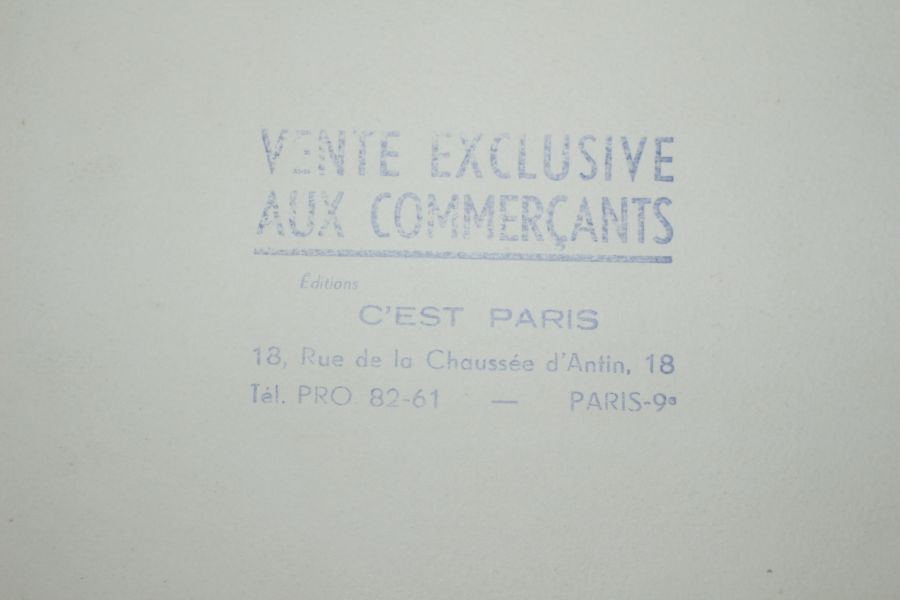 VENTE EXCLUSIVE
AUX COMMERÇANTS
Éditions
C'EST PARIS
18, Rue de la Chaussée d'Antin, 18
Tél. PRO. 82-61 — PARIS-9e